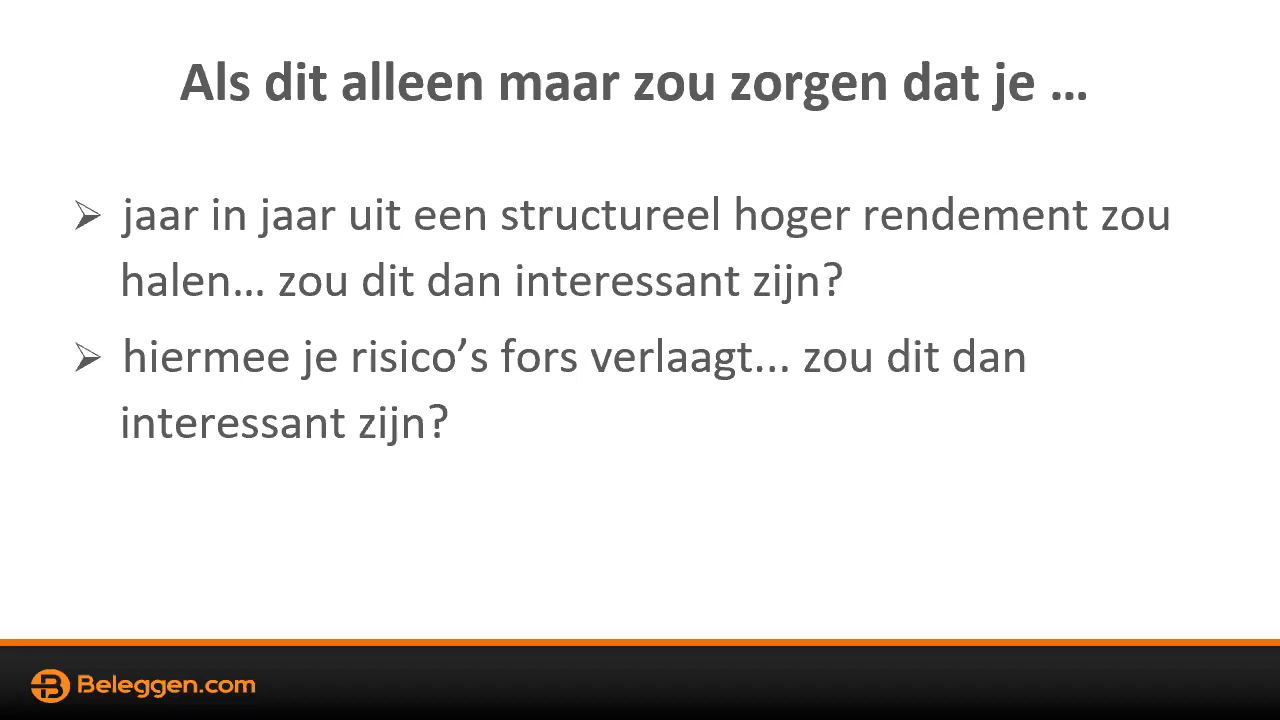 Als dit alleen maar zou zorgen dat je …
➢ jaar in jaar uit een structureel hoger rendement zou
halen… zou dit dan interessant zijn?
➢ hiermee je risico’s fors verlaagt... zou dit dan
interessant zijn?
Beleggen.com